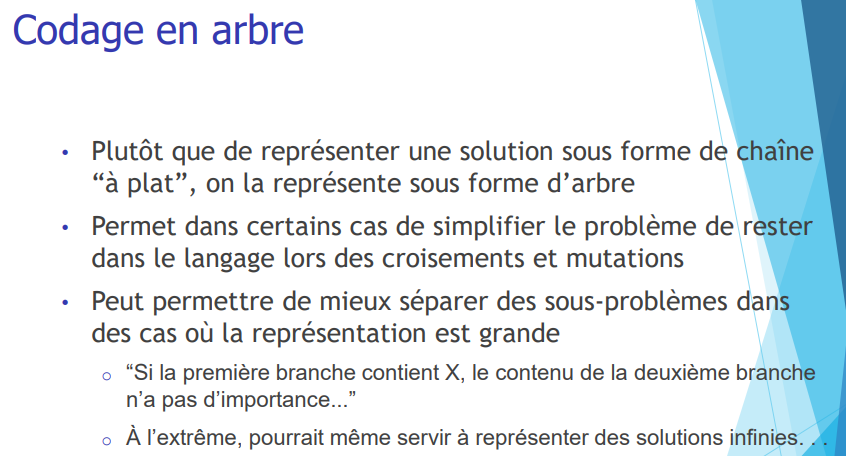 Codage en arbre
• Plutôt que de représenter une solution sous forme de chaîne
“à plat”, on la représente sous forme d’arbre
• Permet dans certains cas de simplifier le problème de rester
dans le langage lors des croisements et mutations
• Peut permettre de mieux séparer des sous-problèmes dans
des cas où la représentation est grande
○ “Si la première branche contient X, le contenu de la deuxième branche
n’a pas d’importance...”
○ À l’extrême, pourrait même servir à représenter des solutions infinies. . .